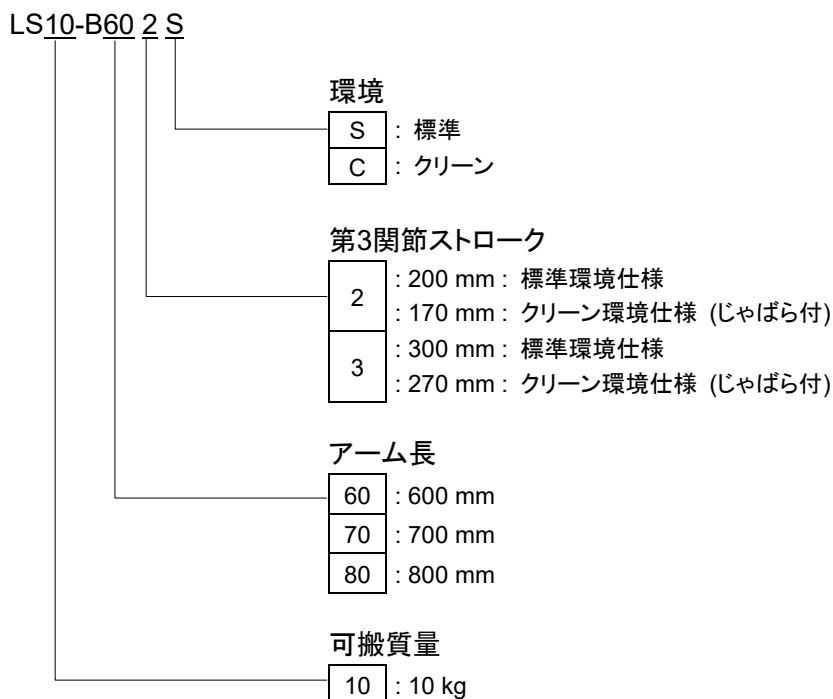 LS10-B60 2 S
環境
S : 標準
C : クリーン
第3関節ストローク
2 : 200 mm : 標準環境仕様
: 170 mm : クリーン環境仕様 (じゃばら付)
3 : 300 mm : 標準環境仕様
: 270 mm : クリーン環境仕様 (じゃばら付)
アーム長
60 : 600 mm
70 : 700 mm
80 : 800 mm
可搬質量
10 : 10 kg